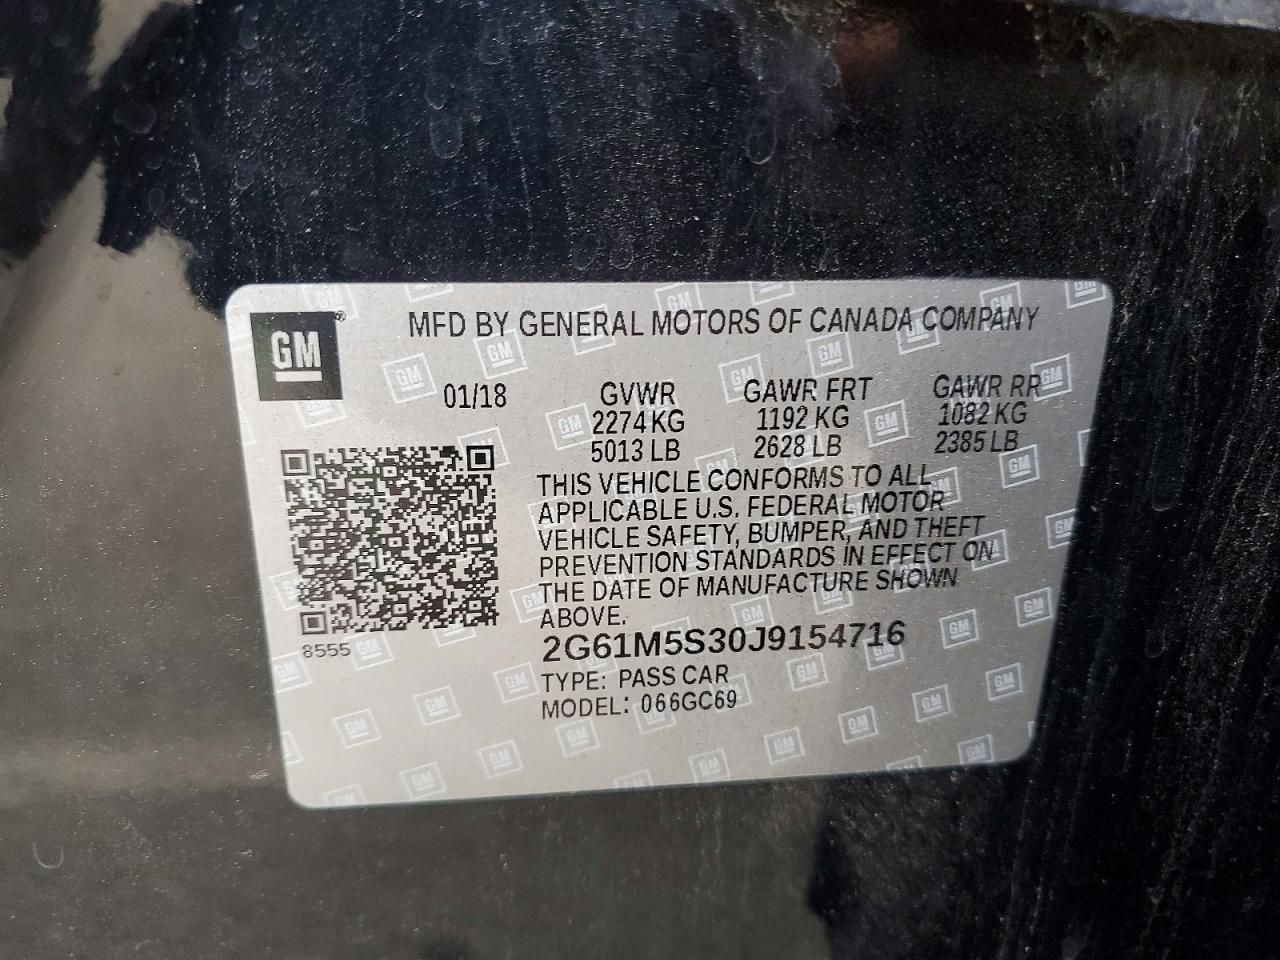 GM®
MFD BY GENERAL MOTORS OF CANADA COMPANY
01/18 GVWR GAWR FRT GAWR RR
2274 KG 1192 KG 1082 KG
5013 LB 2628 LB 2385 LB
THIS VEHICLE CONFORMS TO ALL
APPLICABLE U.S. FEDERAL MOTOR
VEHICLE SAFETY, BUMPER, AND THEFT
PREVENTION STANDARDS IN EFFECT ON
THE DATE OF MANUFACTURE SHOWN
ABOVE.
8555
2G61M5S30J9154716
TYPE: PASS CAR
MODEL: 066GC69